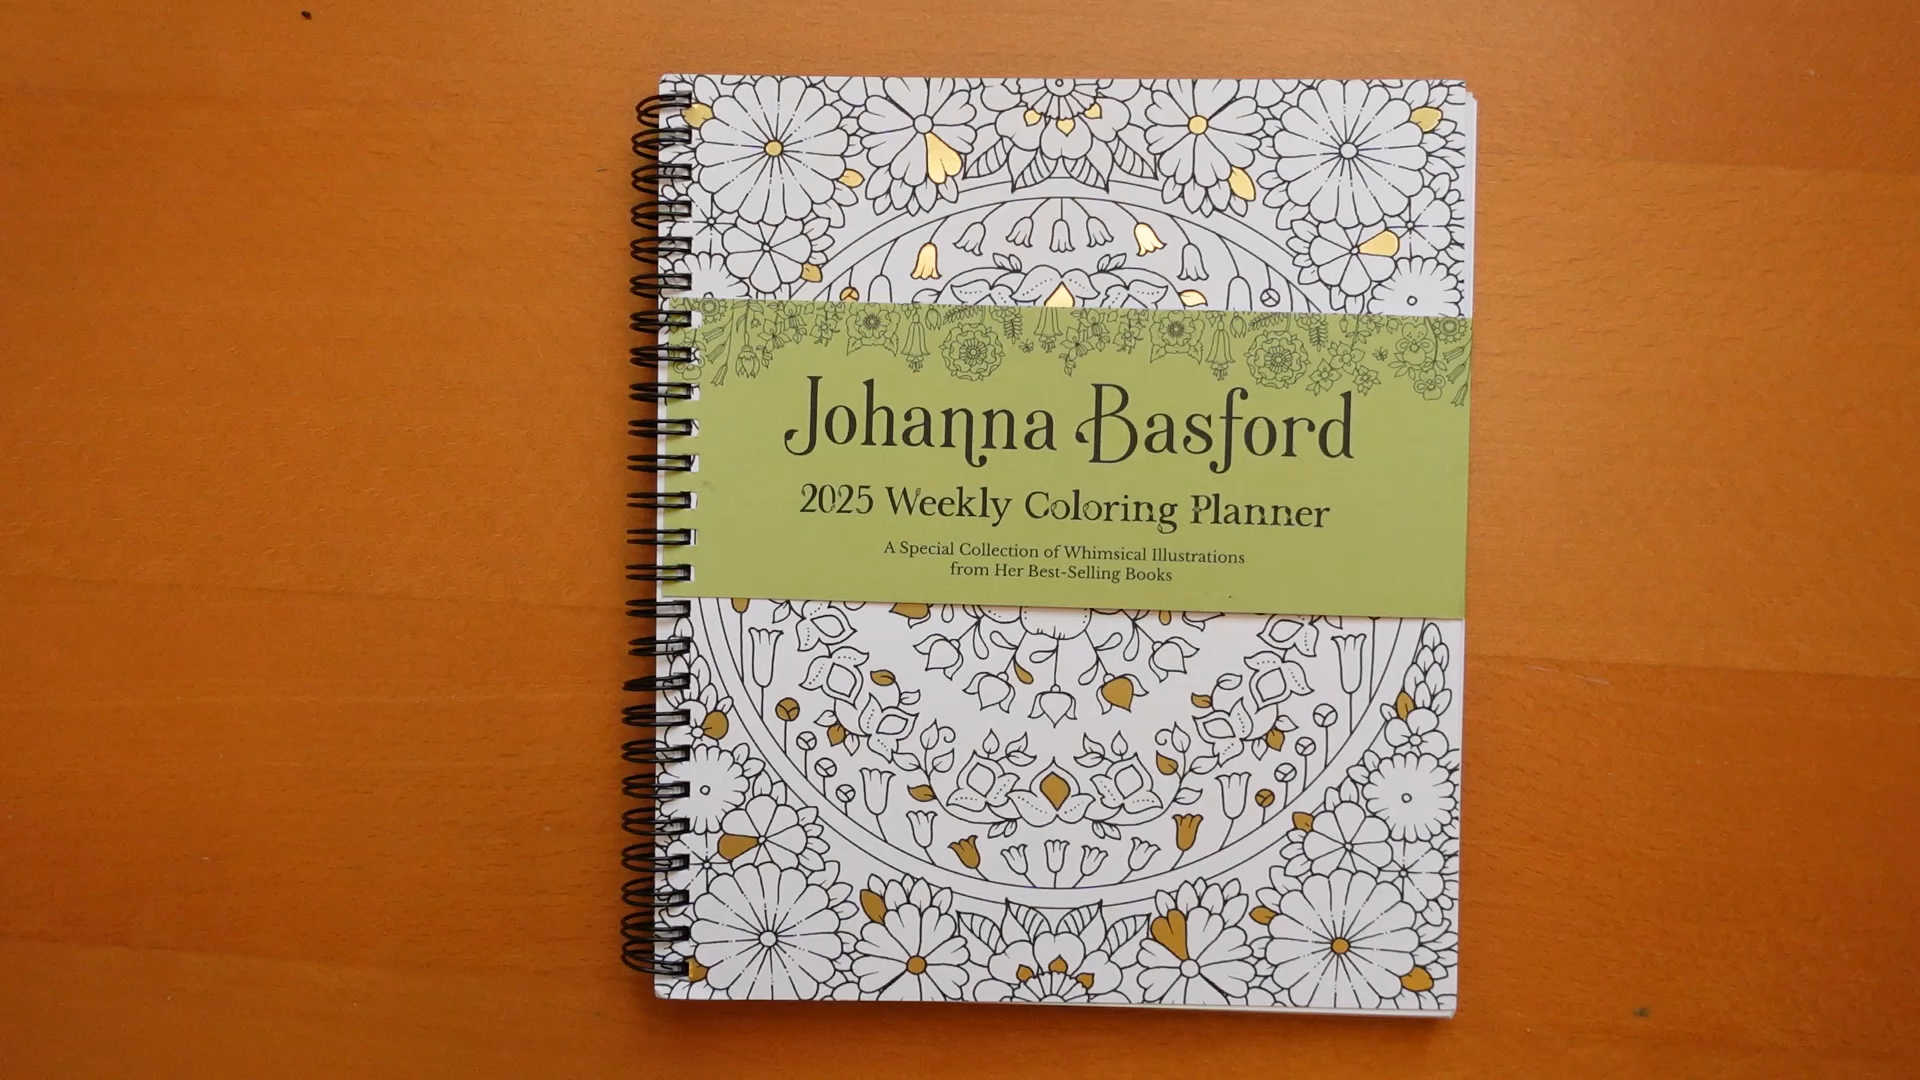 Johanna Basford
2025 Weekly Coloring Planner
A Special Collection of Whimsical Illustrations
from Her Best-Selling Books